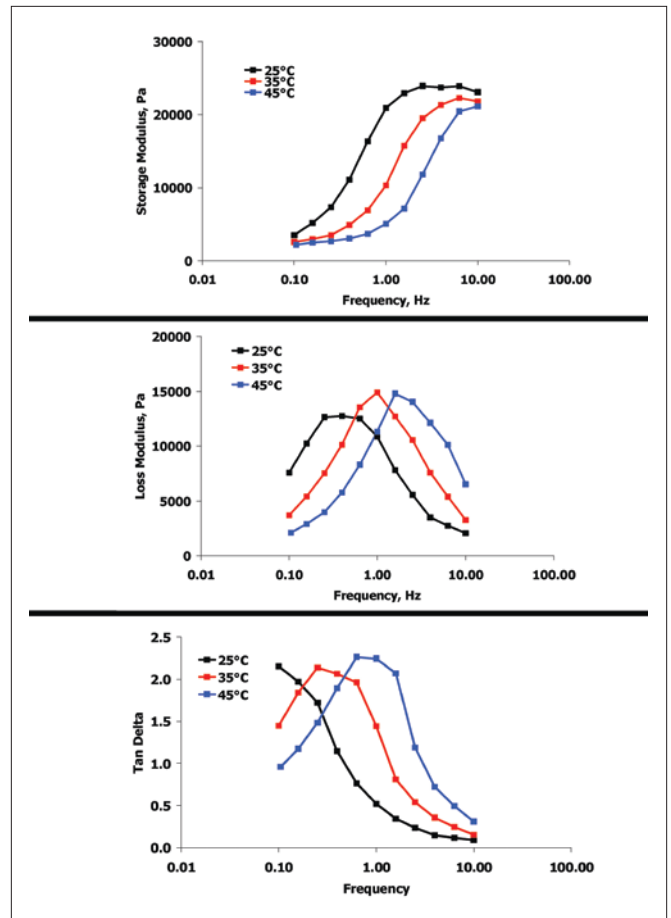 30000
20000
10000
0
Storage Modulus, Pa
25°C
35°C
45°C
0.01 0.10 1.00 10.00 100.00
Frequency, Hz
20000
15000
10000
5000
0
Loss Modulus, Pa
25°C
35°C
45°C
0.01 0.10 1.00 10.00 100.00
Frequency, Hz
2.5
2.0
1.5
1.0
0.5
0.0
Tan Delta
25°C
35°C
45°C
0.01 0.10 1.00 10.00 100.00
Frequency